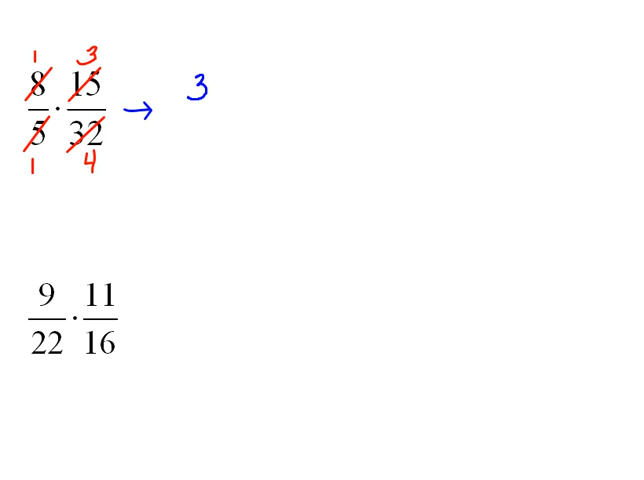 1 3
8/5 · 15/32 → 3
1 4
9/22 · 11/16